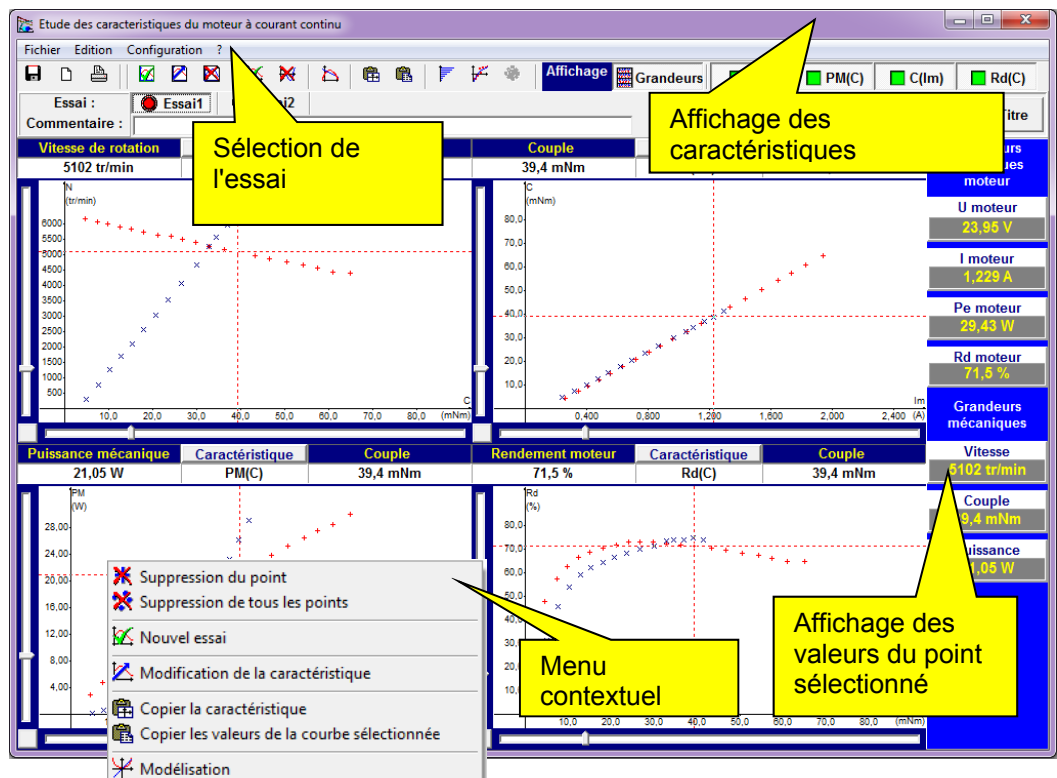 Etude des caracteristiques du moteur à courant continu
Fichier Edition Configuration ?
Affichage Grandeurs PM(C) C(Im) Rd(C)
Essai : Essai1
Commentaire :
Sélection de
l'essai
Affichage des
caractéristiques
Vitesse de rotation Couple
5102 tr/min 39,4 mNm
moteur
U moteur
23,95 V
I moteur
1,229 A
Pe moteur
29,43 W
Rd moteur
71,5 %
Grandeurs
mécaniques
Vitesse
5102 tr/min
Couple
9,4 mNm
N
(tr/min)
6000
5500
5000
4500
4000
3500
3000
2500
2000
1500
1000
500
10,0 20,0 30,0 40,0 50,0 60,0 70,0 80,0 (mNm)
C
C
(mNm)
80,0
70,0
60,0
50,0
40,0
30,0
20,0
10,0
0,400 0,800 1,200 1,600 2,000 2,400 (A)
Im
Puissance mécanique Caractéristique Couple
21,05 W PM(C) 39,4 mNm
Rendement moteur Caractéristique Couple
71,5 % Rd(C) 39,4 mNm
PM
(W)
28,00
24,00
20,00
16,00
12,00
8,00
4,00
Rd
(%)
80,0
70,0
60,0
50,0
40,0
30,0
20,
10,
10,0 20,0 30,0 40,0 50,0 60,0 70,0 80,0 (mNm)
Suppression du point
Suppression de tous les points
Nouvel essai
Modification de la caractéristique
Copier la caractéristique
Copier les valeurs de la courbe sélectionnée
Modélisation
Menu
contextuel
Affichage des
valeurs du point
sélectionné